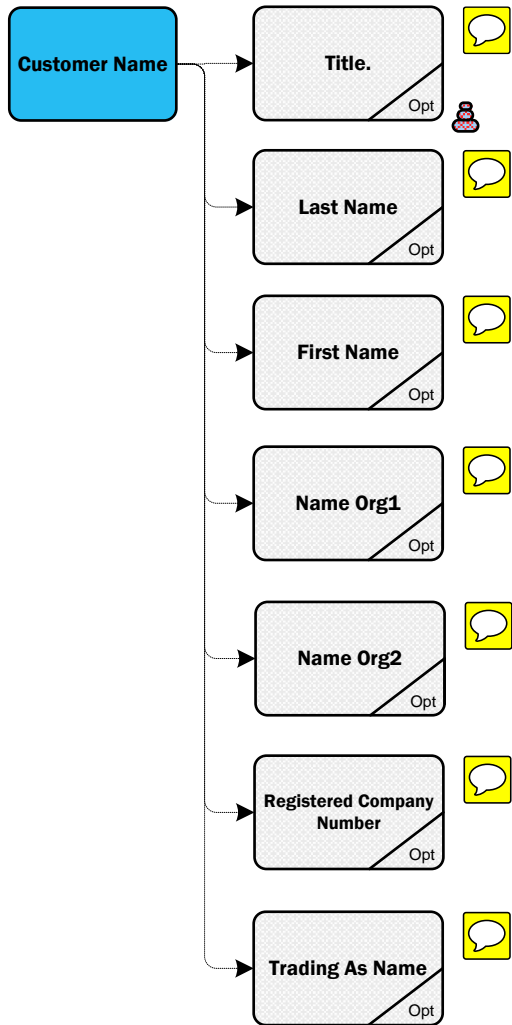 Customer Name
Title.
Opt
Last Name
Opt
First Name
Opt
Name Org1
Opt
Name Org2
Opt
Registered Company
Number
Opt
Trading As Name
Opt